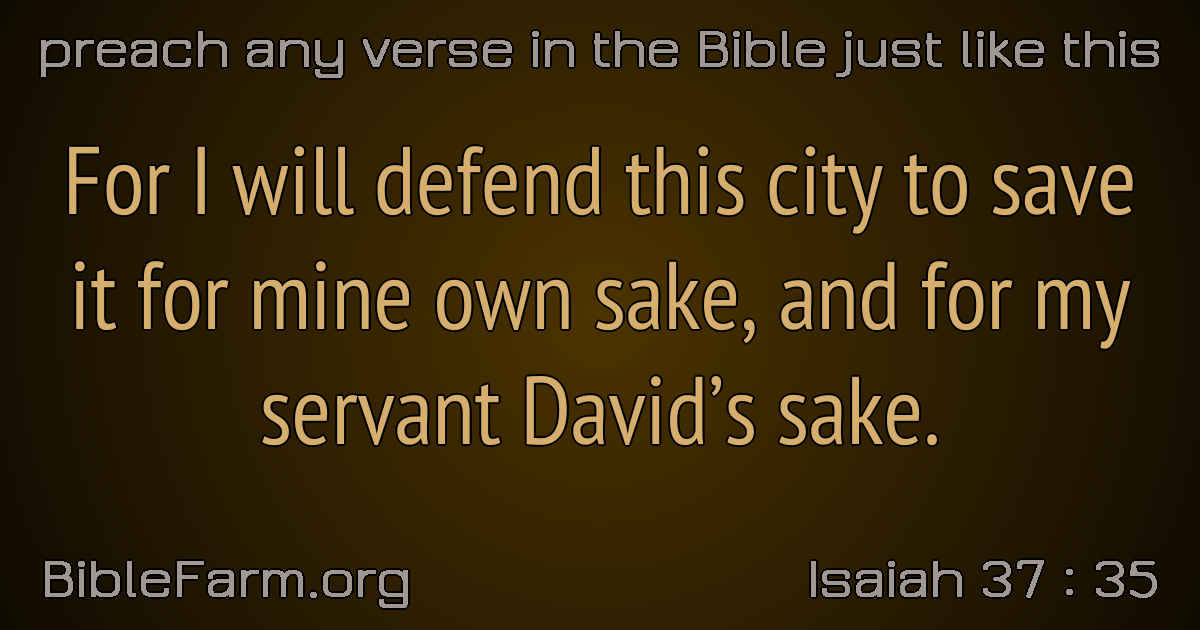 preach any verse in the Bible just like this
For I will defend this city to save
it for mine own sake, and for my
servant David’s sake.
BibleFarm.org
Isaiah 37 : 35